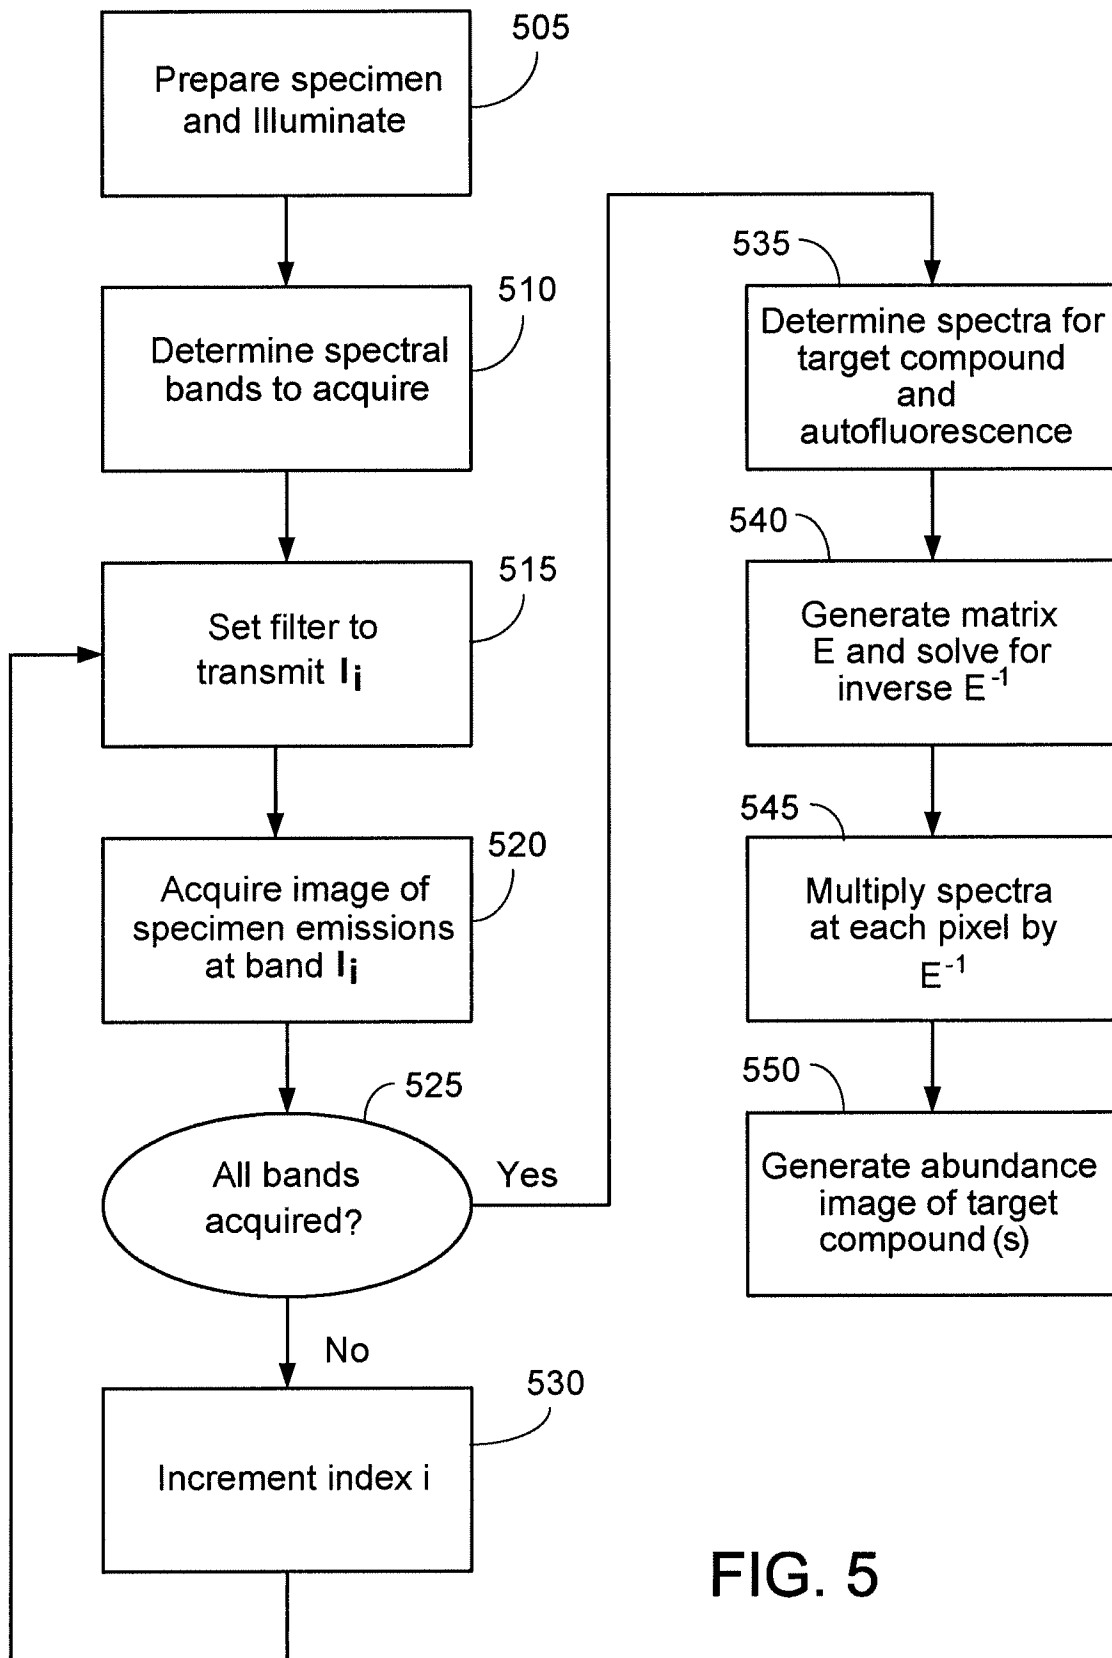 505
Prepare specimen
and Illuminate
510
Determine spectral
bands to acquire
515
Set filter to
transmit Ii
520
Acquire image of
specimen emissions
at band Ii
525
All bands
acquired?
Yes
No
530
Increment index i
535
Determine spectra for
target compound
and
autofluorescence
540
Generate matrix
E and solve for
inverse E-1
545
Multiply spectra
at each pixel by
E-1
550
Generate abundance
image of target
compound (s)
FIG. 5